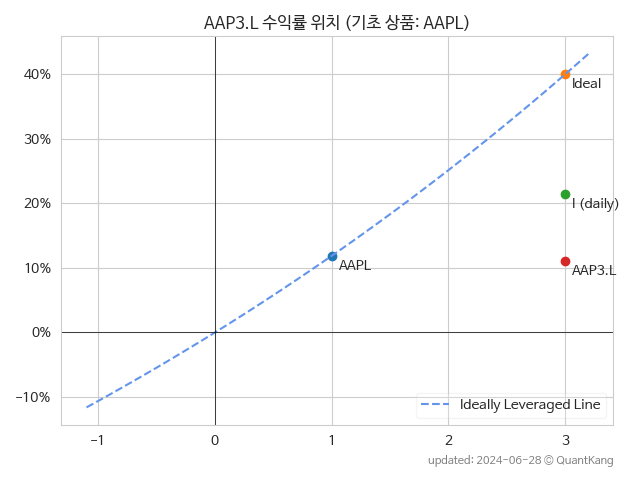 AAP3.L 수익률 위치 (기초 상품: AAPL)
40%
30%
20%
10%
0%
−10%
Ideal
I (daily)
AAPL
AAP3.L
Ideally Leveraged Line
−1 0 1 2 3
updated: 2024-06-28 © QuantKang